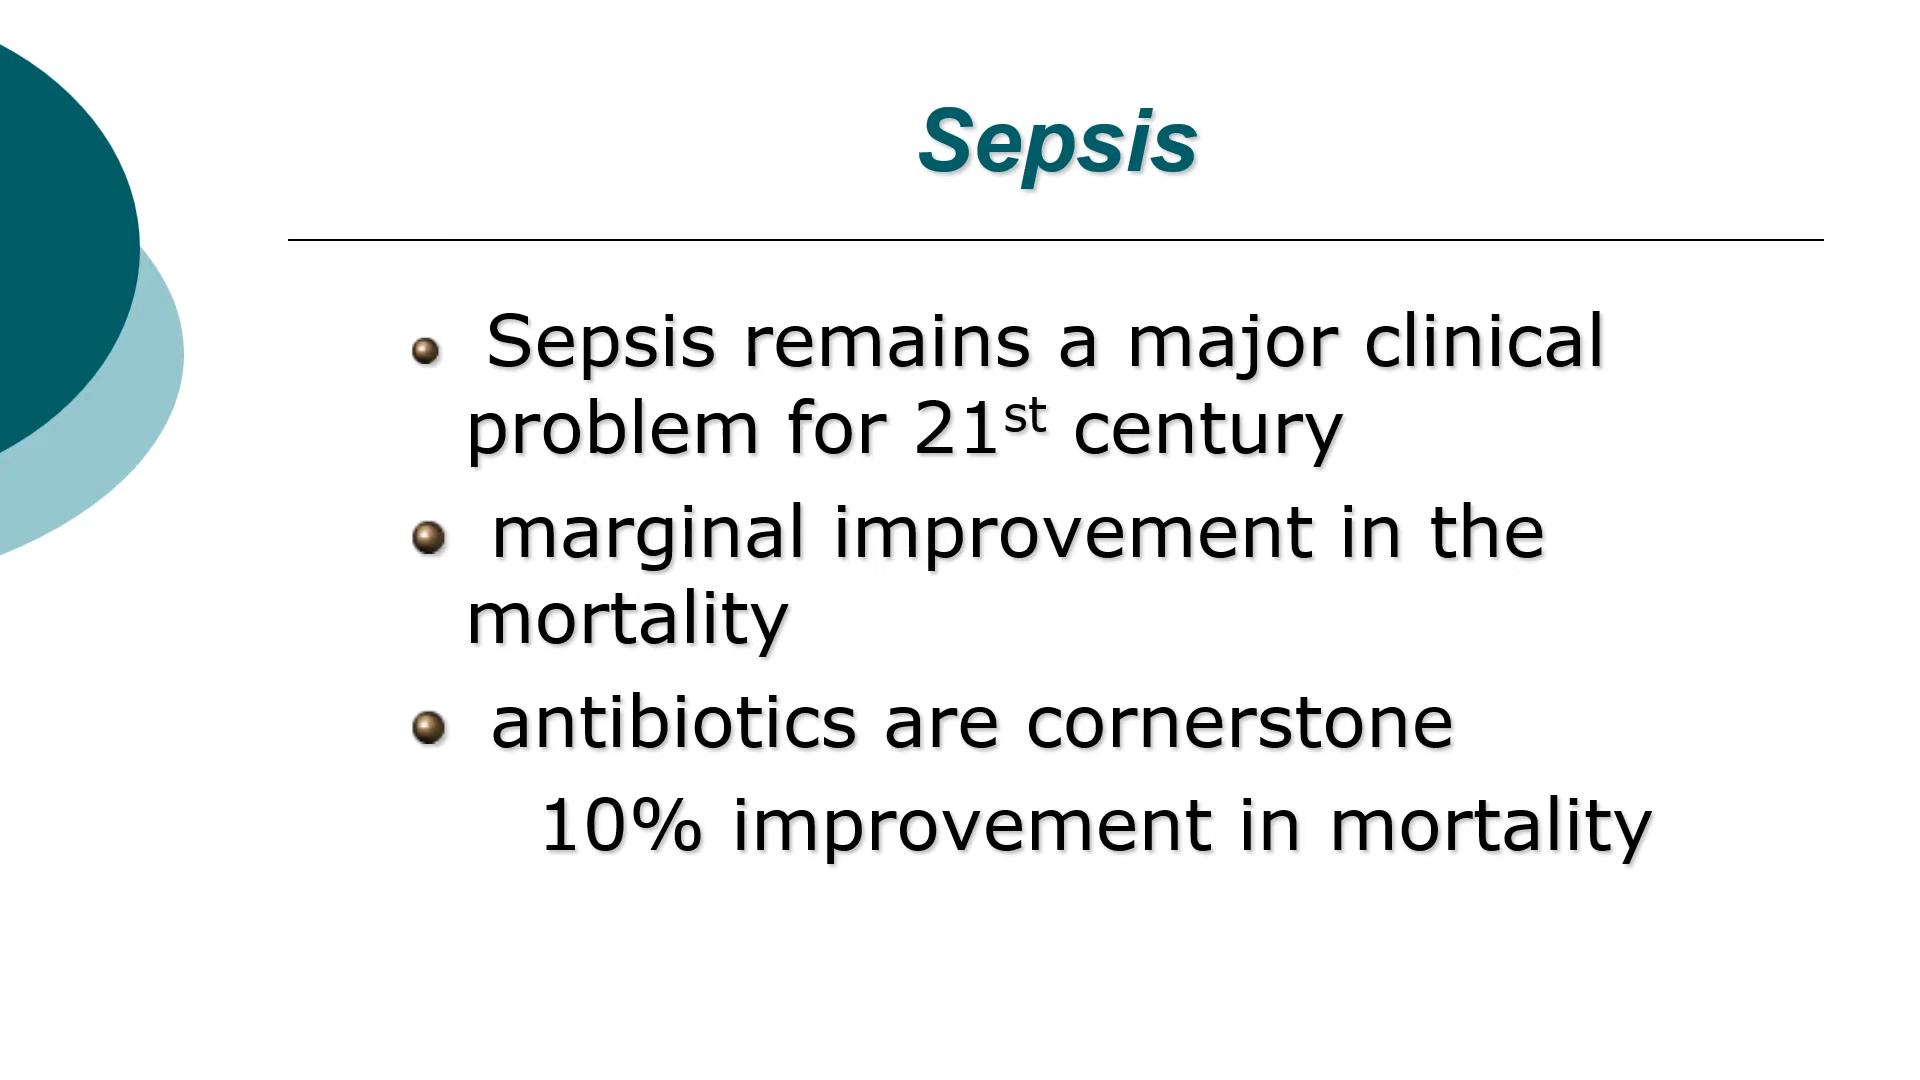 Sepsis
Sepsis remains a major clinical
problem for 21st century
marginal improvement in the
mortality
antibiotics are cornerstone
10% improvement in mortality